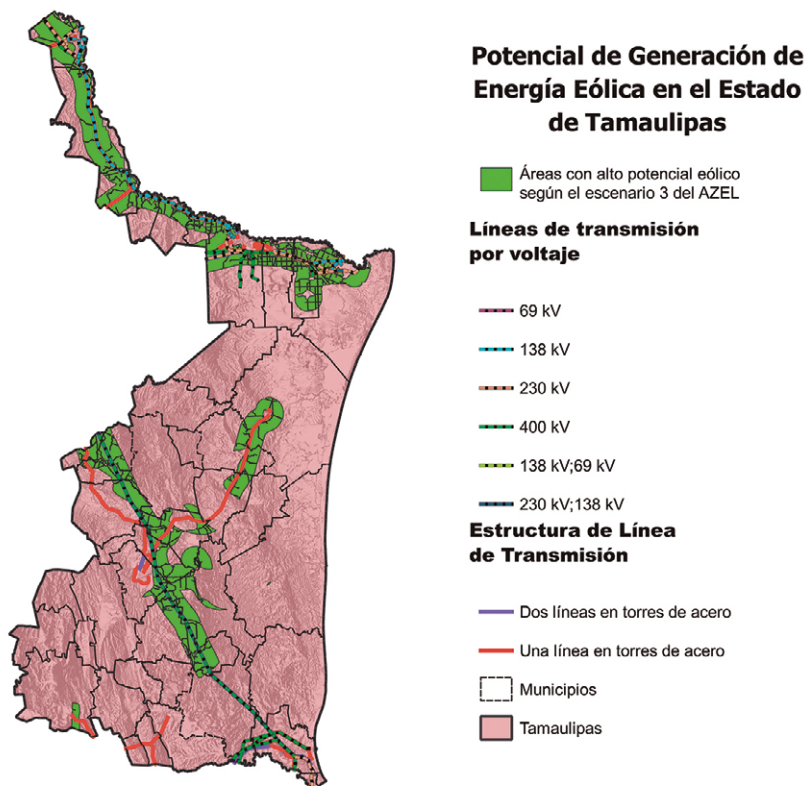 Potencial de Generación de
Energía Eólica en el Estado
de Tamaulipas
Áreas con alto potencial eólico
según el escenario 3 del AZEL
Líneas de transmisión
por voltaje
69 kV
138 kV
230 kV
400 kV
138 kV;69 kV
230 kV;138 kV
Estructura de Línea
de Transmisión
Dos líneas en torres de acero
Una línea en torres de acero
Municipios
Tamaulipas